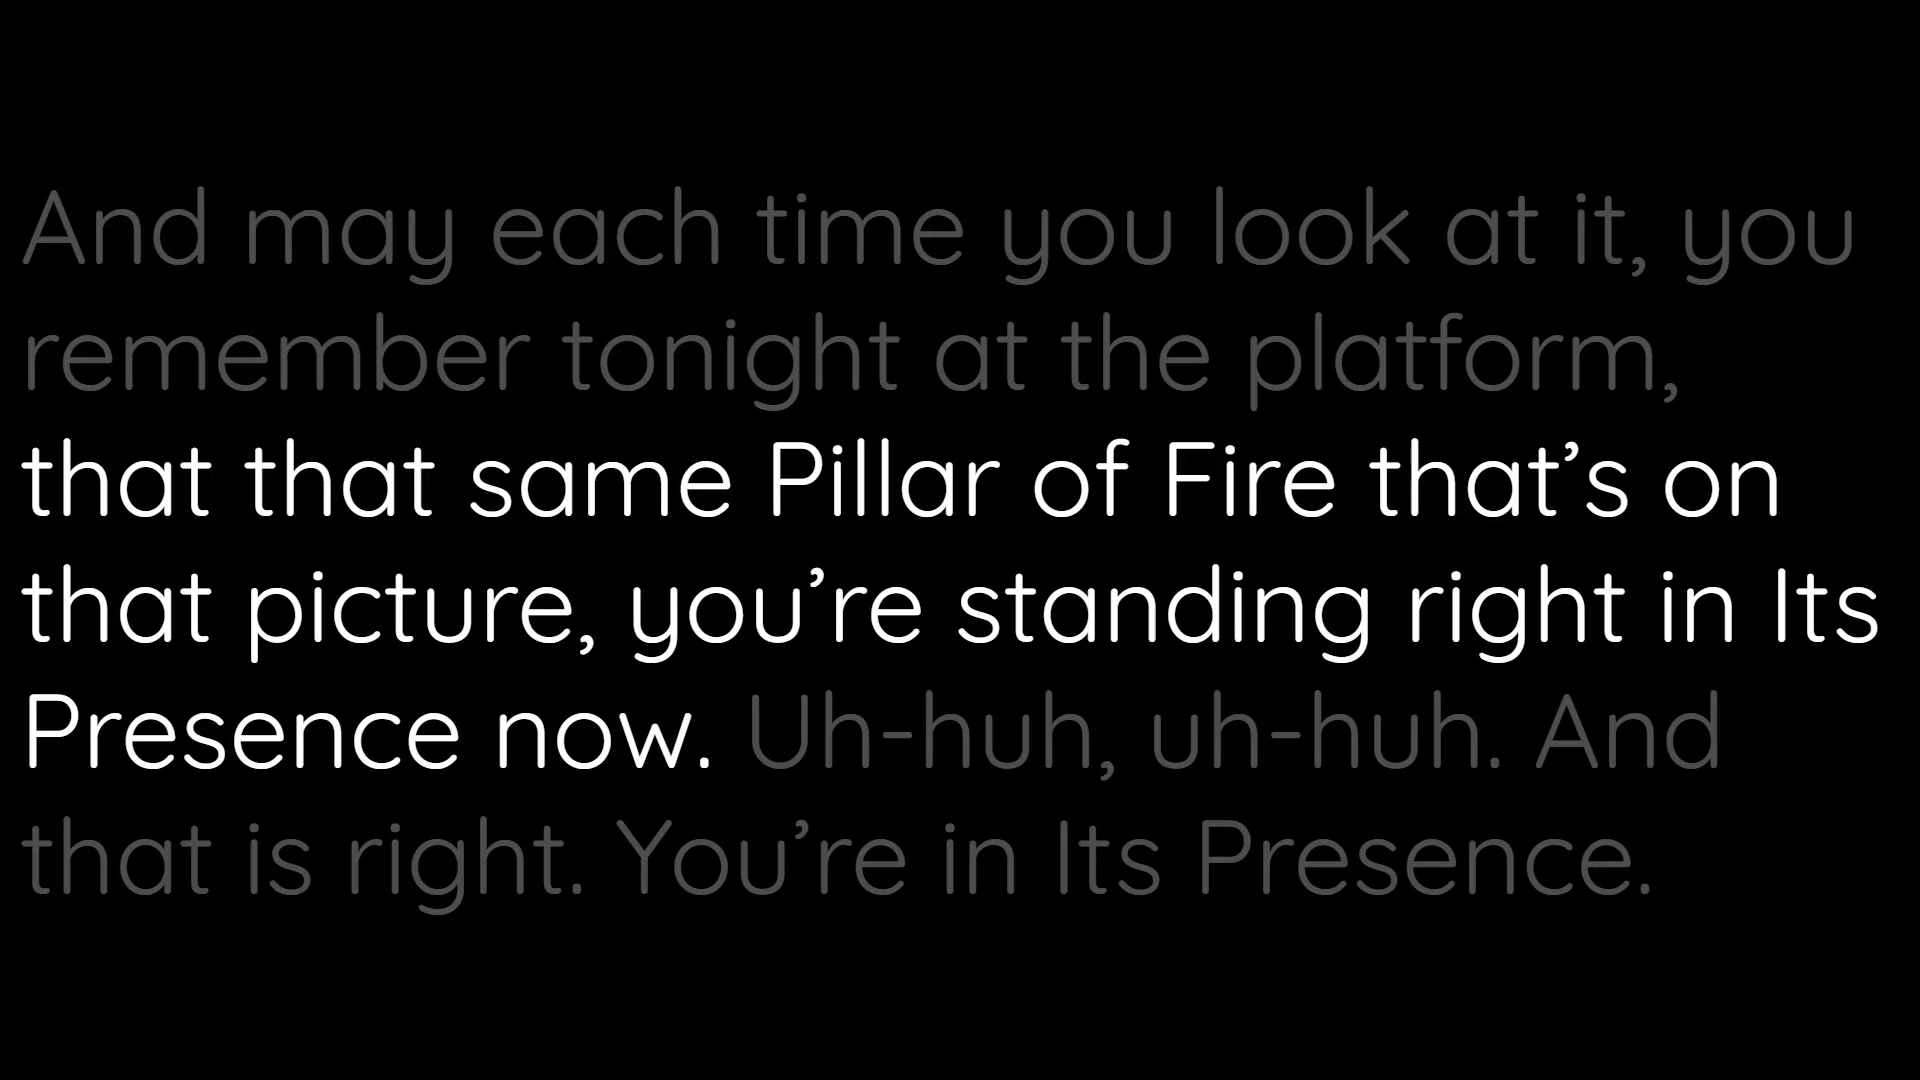 And may each time you look at it, you
remember tonight at the platform,
that that same Pillar of Fire that’s on
that picture, you’re standing right in Its
Presence now. Uh-huh, uh-huh. And
that is right. You’re in Its Presence.